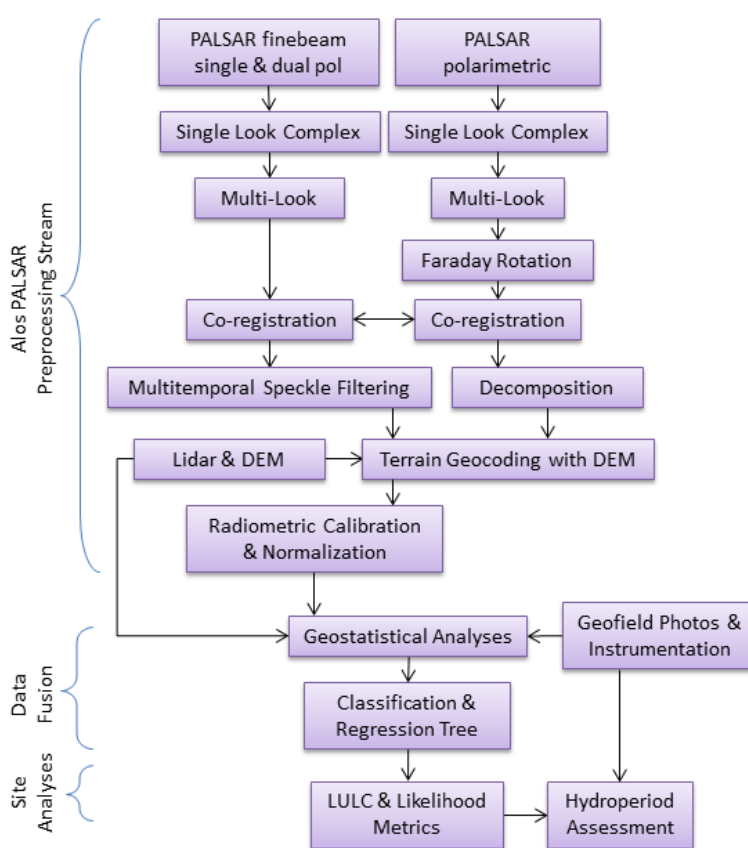 PALSAR finebeam
single & dual pol
PALSAR
polarimetric
Single Look Complex
Single Look Complex
Multi-Look
Multi-Look
Faraday Rotation
Co-registration
Co-registration
Multitemporal Speckle Filtering
Decomposition
Lidar & DEM
Terrain Geocoding with DEM
Radiometric Calibration
& Normalization
Alos PALSAR
Preprocessing Stream
Geostatistical Analyses
Geofield Photos &
Instrumentation
Classification &
Regression Tree
Data
Fusion
LULC & Likelihood
Metrics
Hydroperiod
Assessment
Site
Analyses